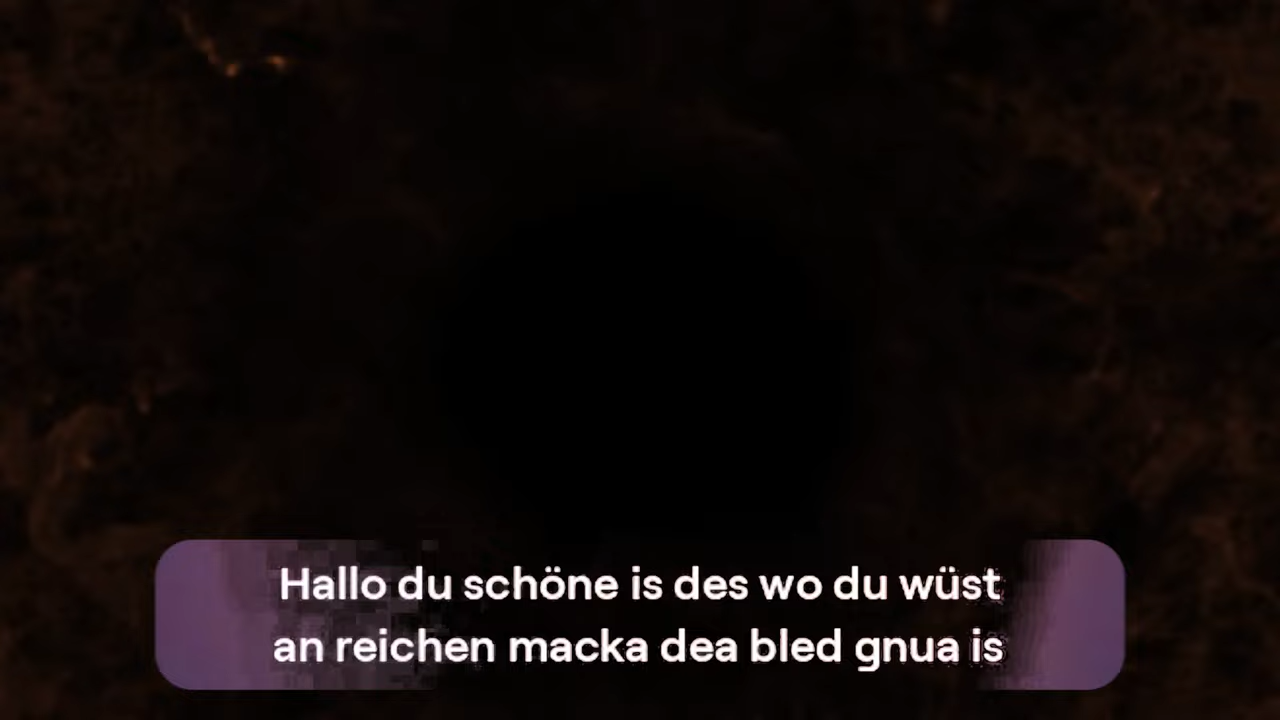 Hallo du schöne is des wo du wüst
an reichen macka dea bled gnua is